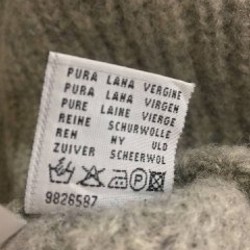 PURA LANA VERGINE
PURA LANA VIRGEN
PURE LAINE VIERGE
REINE SCHURWOLLE
REN NY ULD
ZUIVER SCHEERWOL
P
9826587